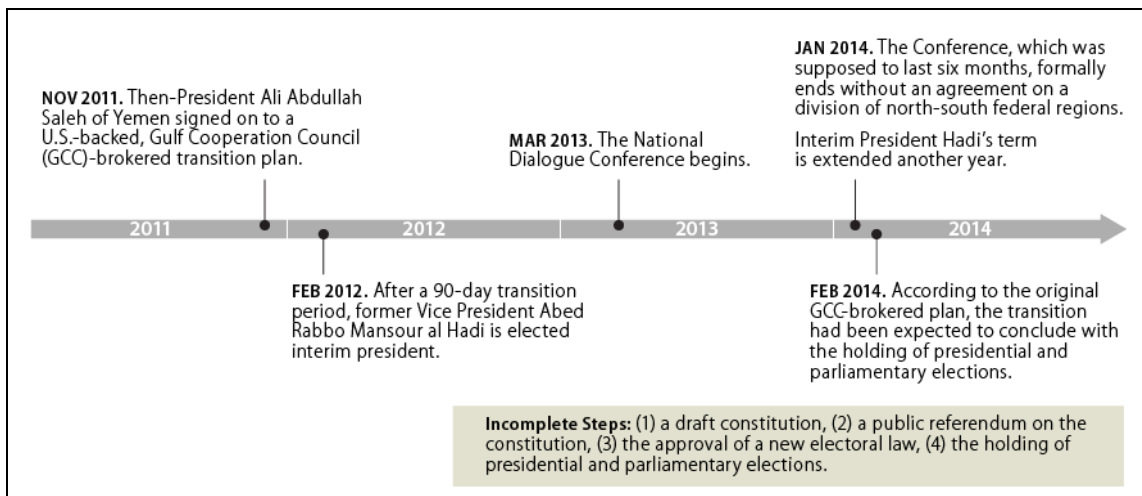 NOV 2011. Then-President Ali Abdullah
Saleh of Yemen signed on to a
U.S.-backed, Gulf Cooperation Council
(GCC)-brokered transition plan.
MAR 2013. The National
Dialogue Conference begins.
JAN 2014. The Conference, which was
supposed to last six months, formally
ends without an agreement on a
division of north-south federal regions.
Interim President Hadi’s term
is extended another year.
2011 2012 2013 2014
FEB 2012. After a 90-day transition
period, former Vice President Abed
Rabbo Mansour al Hadi is elected
interim president.
FEB 2014. According to the original
GCC-brokered plan, the transition
had been expected to conclude with
the holding of presidential and
parliamentary elections.
Incomplete Steps: (1) a draft constitution, (2) a public referendum on the
constitution, (3) the approval of a new electoral law, (4) the holding of
presidential and parliamentary elections.